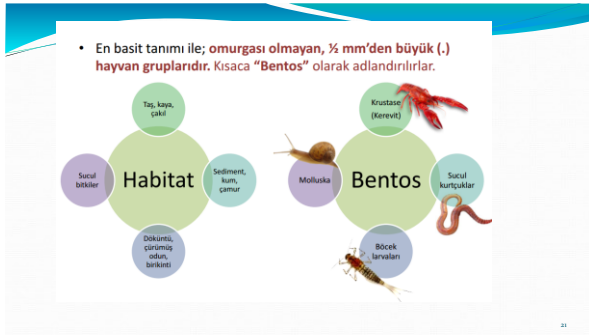 • En basit tanımı ile; omurgası olmayan, ½ mm'den büyük (.)
hayvan gruplarıdır. Kısaca “Bentos” olarak adlandırılırlar.
Taş, kaya,
çakıl
Sucul
bitkiler
Habitat
Sediment,
kum,
çamur
Döküntü,
çürümüş
odun,
birikinti
Krustase
(Kerevit)
Molluska
Bentos
Sucul
kurtçuklar
Böcek
larvaları
21